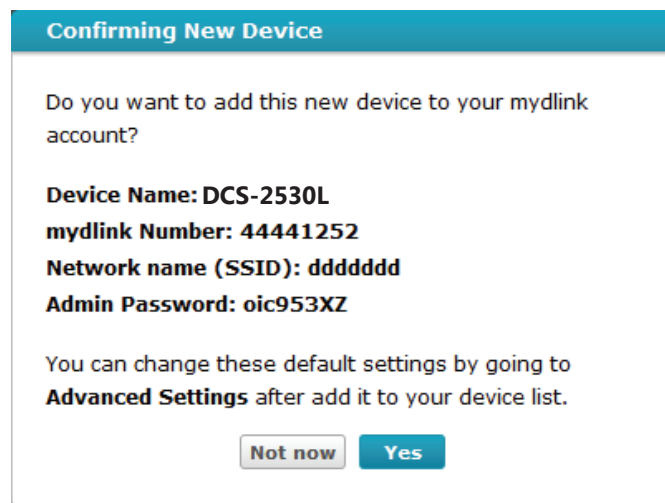 Confirming New Device
Do you want to add this new device to your mydlink
account?
Device Name: DCS-2530L
mydlink Number: 44441252
Network name (SSID): ddddddd
Admin Password: oic953XZ
You can change these default settings by going to
Advanced Settings after add it to your device list.
Not now Yes